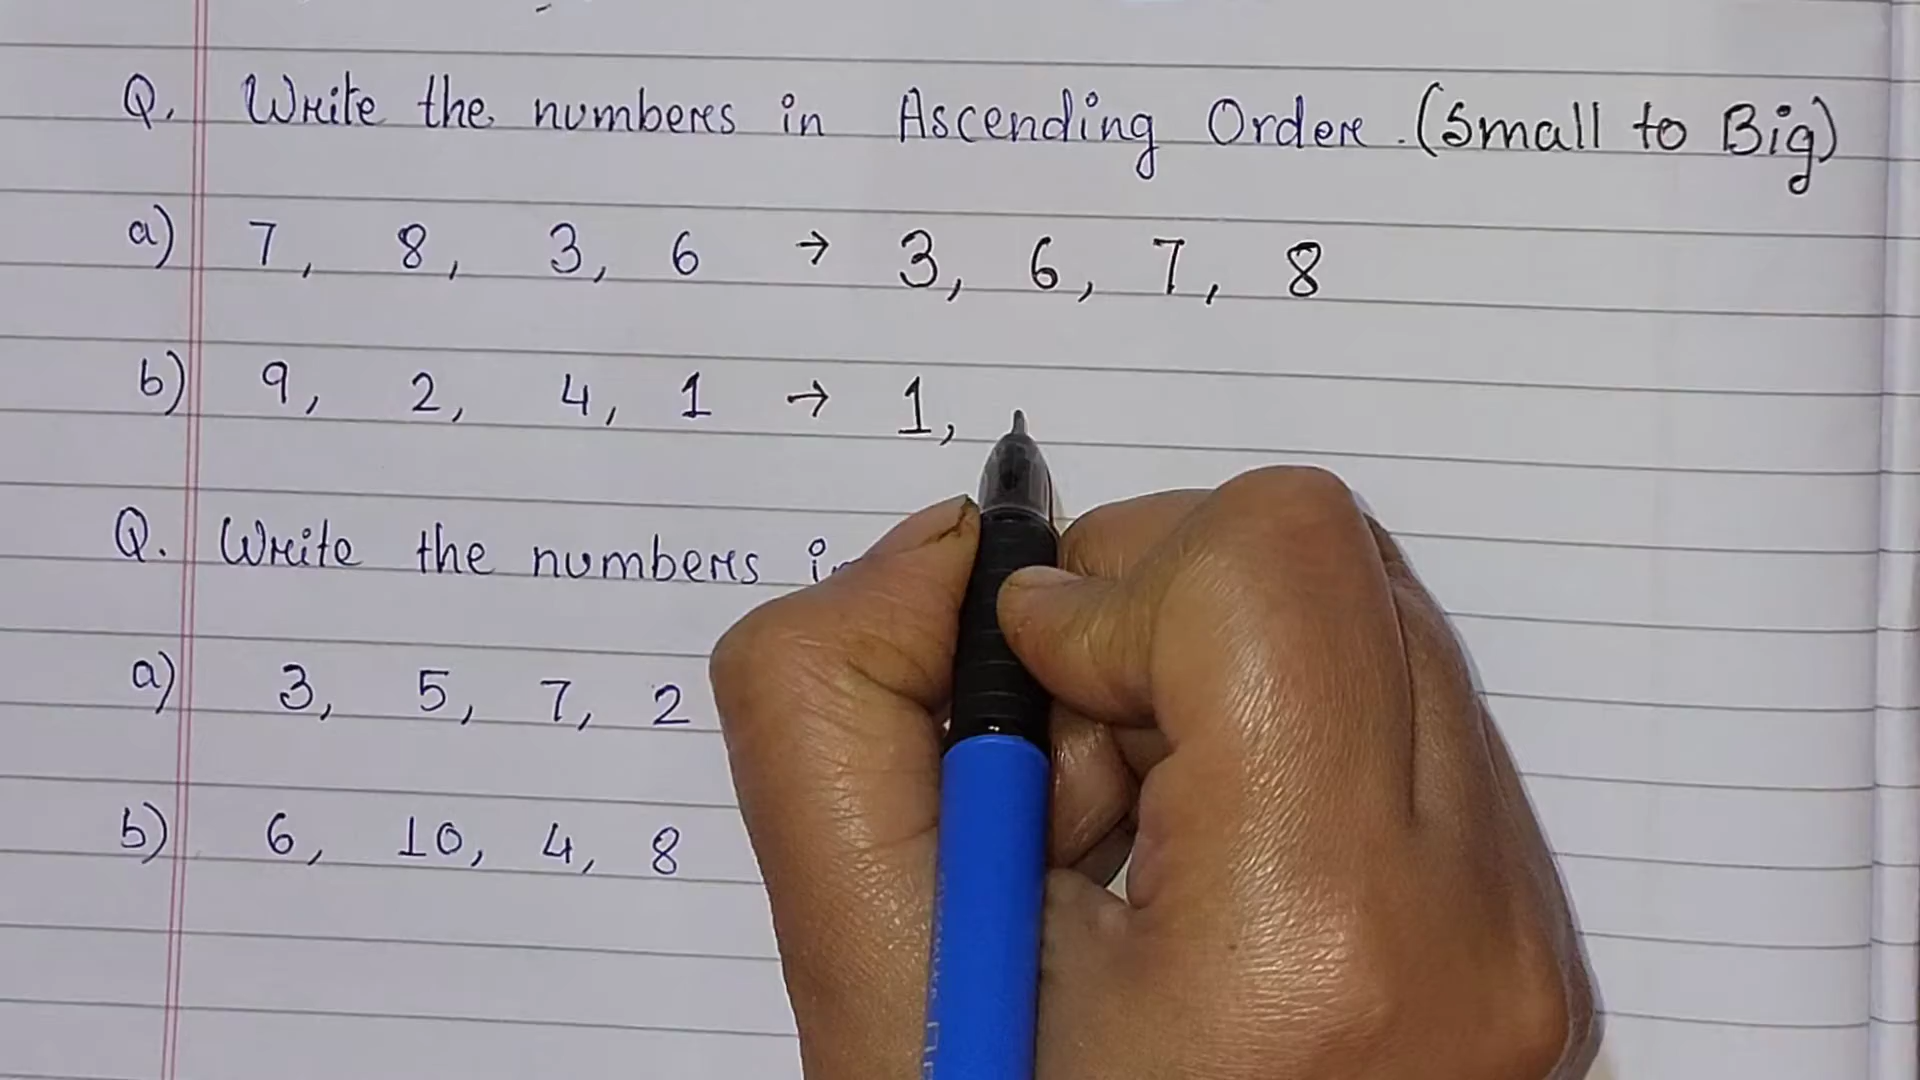 Q. Write the numbers in Ascending Order. (Small to Big)
a) 7, 8, 3, 6 → 3, 6, 7, 8
b) 9, 2, 4, 1 → 1,
Q. Write the numbers
a) 3, 5, 7, 2
b) 6, 10, 4, 8